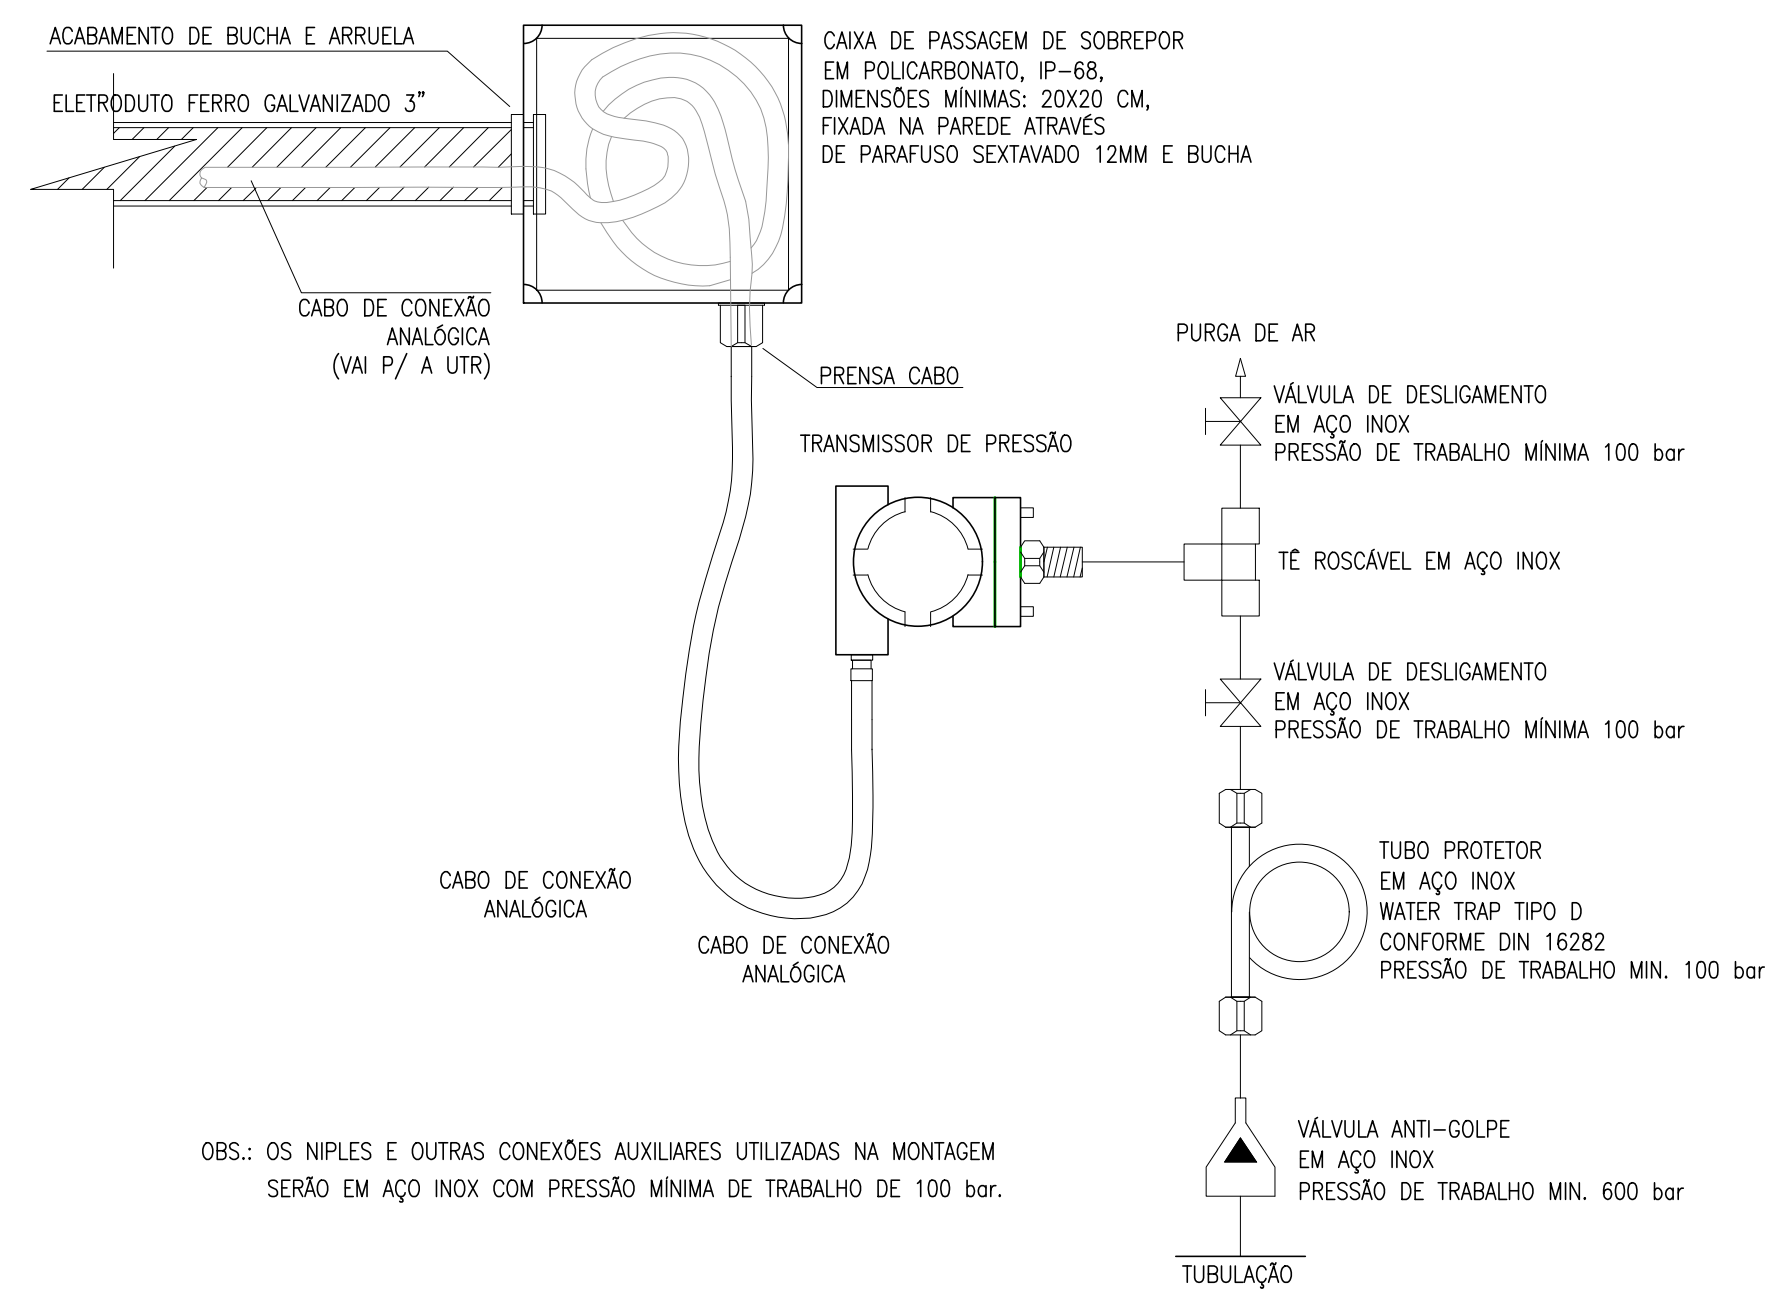 ACABAMENTO DE BUCHA E ARRUELA
ELETRODUTO FERRO GALVANIZADO 3”
CAIXA DE PASSAGEM DE SOBREPOR
EM POLICARBONATO, IP-68,
DIMENSÕES MÍNIMAS: 20X20 CM,
FIXADA NA PAREDE ATRAVÉS
DE PARAFUSO SEXTAVADO 12MM E BUCHA
CABO DE CONEXÃO
ANALÓGICA
(VAI P/ A UTR)
PRENSA CABO
PURGA DE AR
VÁLVULA DE DESLIGAMENTO
EM AÇO INOX
PRESSÃO DE TRABALHO MÍNIMA 100 bar
TRANSMISSOR DE PRESSÃO
TÊ ROSCÁVEL EM AÇO INOX
VÁLVULA DE DESLIGAMENTO
EM AÇO INOX
PRESSÃO DE TRABALHO MÍNIMA 100 bar
TUBO PROTETOR
EM AÇO INOX
WATER TRAP TIPO D
CONFORME DIN 16282
PRESSÃO DE TRABALHO MIN. 100 bar
CABO DE CONEXÃO
ANALÓGICA
CABO DE CONEXÃO
ANALÓGICA
VÁLVULA ANTI-GOLPE
EM AÇO INOX
PRESSÃO DE TRABALHO MIN. 600 bar
OBS.: OS NIPLES E OUTRAS CONEXÕES AUXILIARES UTILIZADAS NA MONTAGEM
SERÃO EM AÇO INOX COM PRESSÃO MÍNIMA DE TRABALHO DE 100 bar.
TUBULAÇÃO